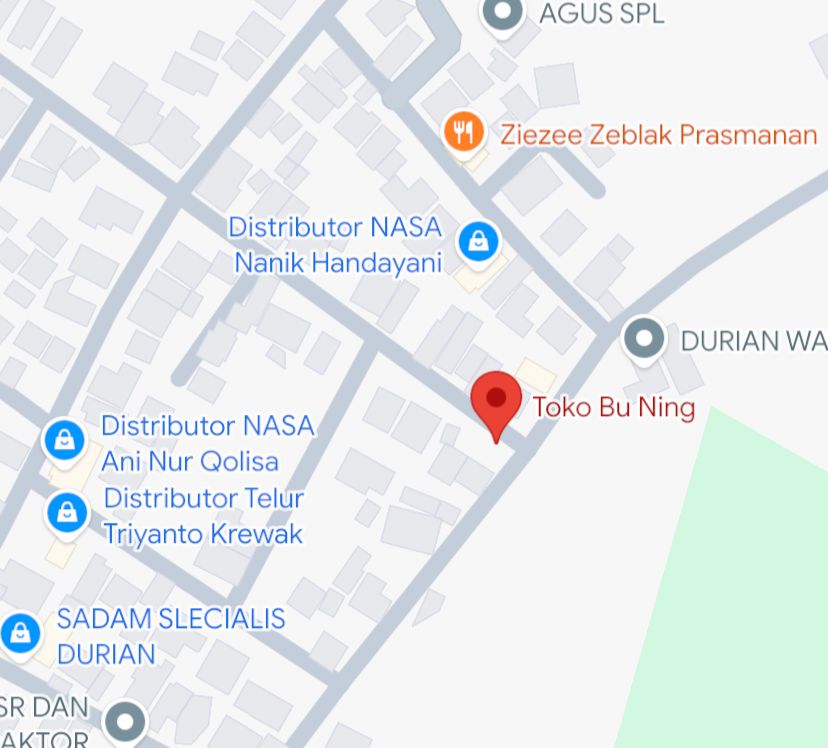 AGUS SPL
Ziezee Zeblak Prasmanan
Distributor NASA
Nanik Handayani
DURIAN WA
Toko Bu Ning
Distributor NASA
Ani Nur Qolisa
Distributor Telur
Triyanto Krewak
SADAM SLECIALIS
DURIAN
SR DAN
AKTOR